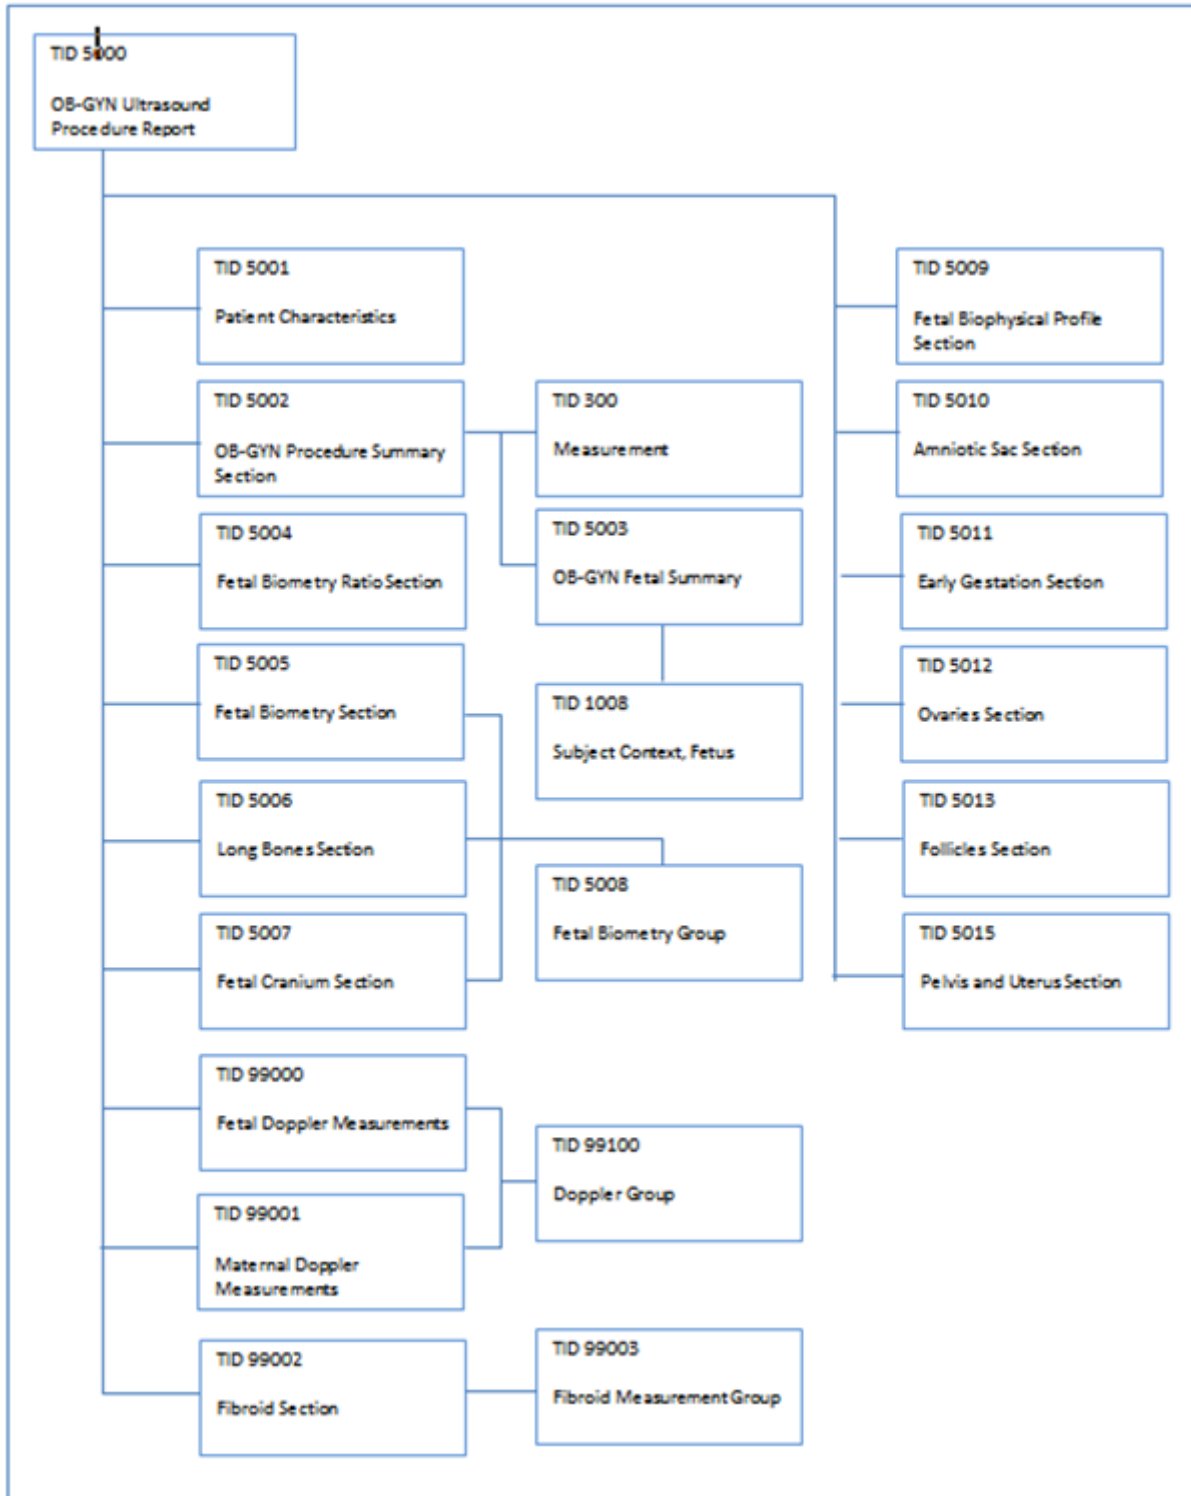 TID 5000
OB-GYN Ultrasound
Procedure Report
TID 5001
Patient Characteristics
TID 5002
OB-GYN Procedure Summary
Section
TID 5004
Fetal Biometry Ratio Section
TID 5005
Fetal Biometry Section
TID 5006
Long Bones Section
TID 5007
Fetal Cranium Section
TID 99000
Fetal Doppler Measurements
TID 99001
Maternal Doppler
Measurements
TID 99002
Fibroid Section
TID 300
Measurement
TID 5003
OB-GYN Fetal Summary
TID 1008
Subject Context, Fetus
TID 5008
Fetal Biometry Group
TID 99100
Doppler Group
TID 99003
Fibroid Measurement Group
TID 5009
Fetal Biophysical Profile
Section
TID 5010
Amniotic Sac Section
TID 5011
Early Gestation Section
TID 5012
Ovaries Section
TID 5013
Follicles Section
TID 5015
Pelvis and Uterus Section